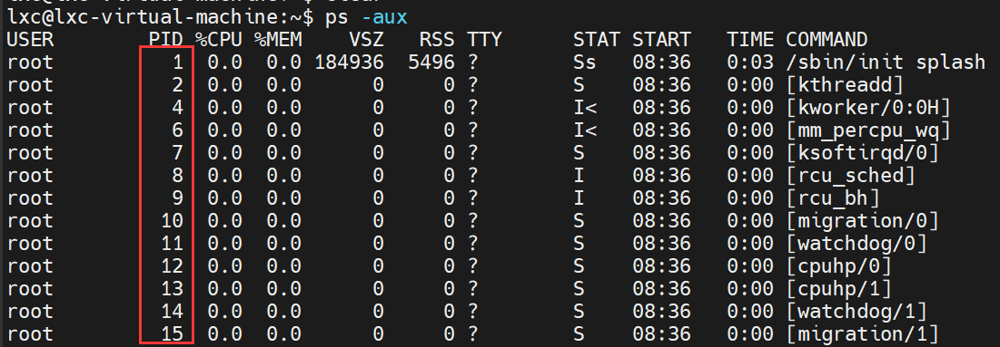 lxc@lxc-virtual-machine:~$ ps -aux
USER PID %CPU %MEM VSZ RSS TTY STAT START TIME COMMAND
root 1 0.0 0.0 184936 5496 ? Ss 08:36 0:03 /sbin/init splash
root 2 0.0 0.0 0 0 ? S 08:36 0:00 [kthreadd]
root 4 0.0 0.0 0 0 ? I< 08:36 0:00 [kworker/0:0H]
root 6 0.0 0.0 0 0 ? I< 08:36 0:00 [mm_percpu_wq]
root 7 0.0 0.0 0 0 ? S 08:36 0:00 [ksoftirqd/0]
root 8 0.0 0.0 0 0 ? I 08:36 0:00 [rcu_sched]
root 9 0.0 0.0 0 0 ? I 08:36 0:00 [rcu_bh]
root 10 0.0 0.0 0 0 ? S 08:36 0:00 [migration/0]
root 11 0.0 0.0 0 0 ? S 08:36 0:00 [watchdog/0]
root 12 0.0 0.0 0 0 ? S 08:36 0:00 [cpuhp/0]
root 13 0.0 0.0 0 0 ? S 08:36 0:00 [cpuhp/1]
root 14 0.0 0.0 0 0 ? S 08:36 0:00 [watchdog/1]
root 15 0.0 0.0 0 0 ? S 08:36 0:00 [migration/1]